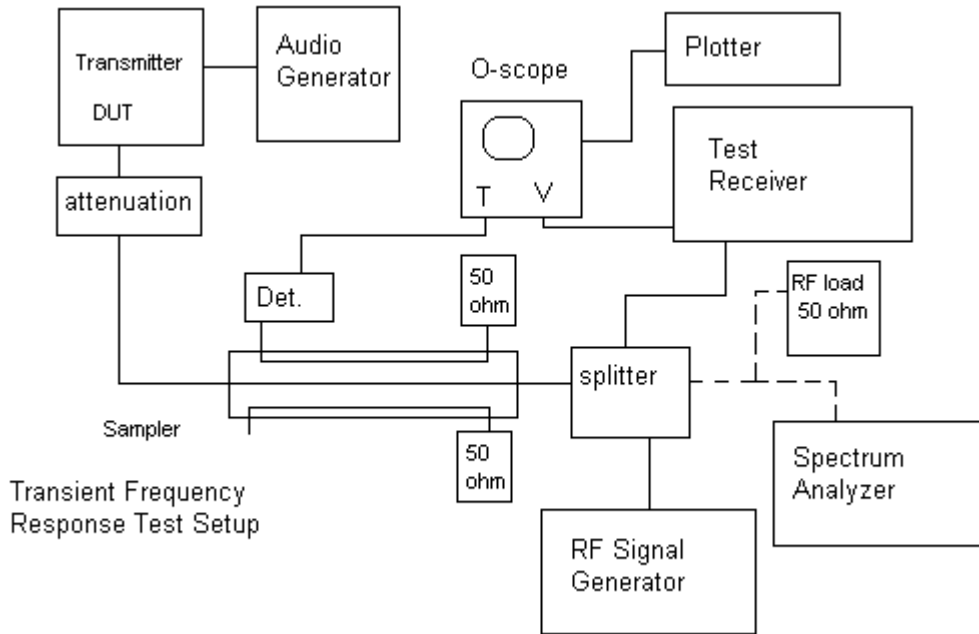 Transmitter
DUT
Audio
Generator
O-scope
Plotter
T V
Test
Receiver
attenuation
Det.
50
ohm
RF load
50 ohm
splitter
Sampler
50
ohm
Spectrum
Analyzer
Transient Frequency
Response Test Setup
RF Signal
Generator